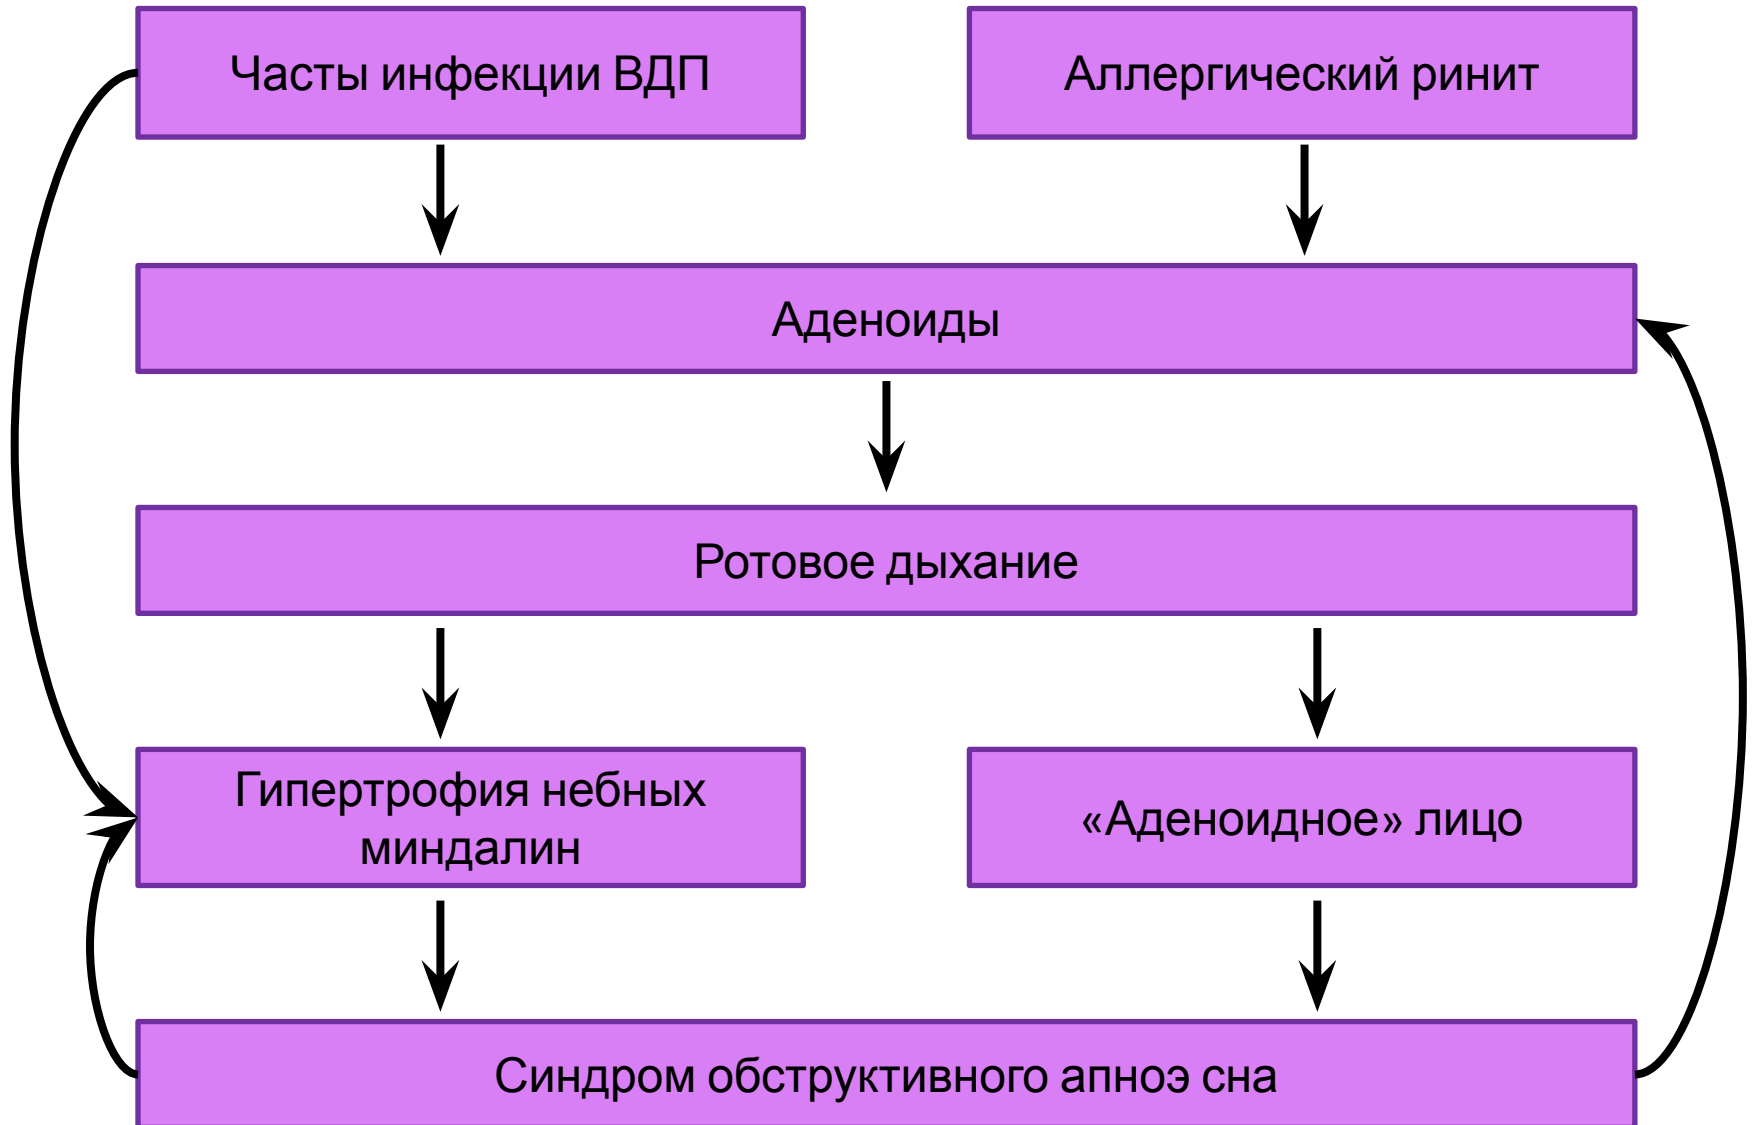 Часты инфекции ВДП
Аллергический ринит
Аденоиды
Ротовое дыхание
Гипертрофия небных
миндалин
«Аденоидное» лицо
Синдром обструктивного апноэ сна